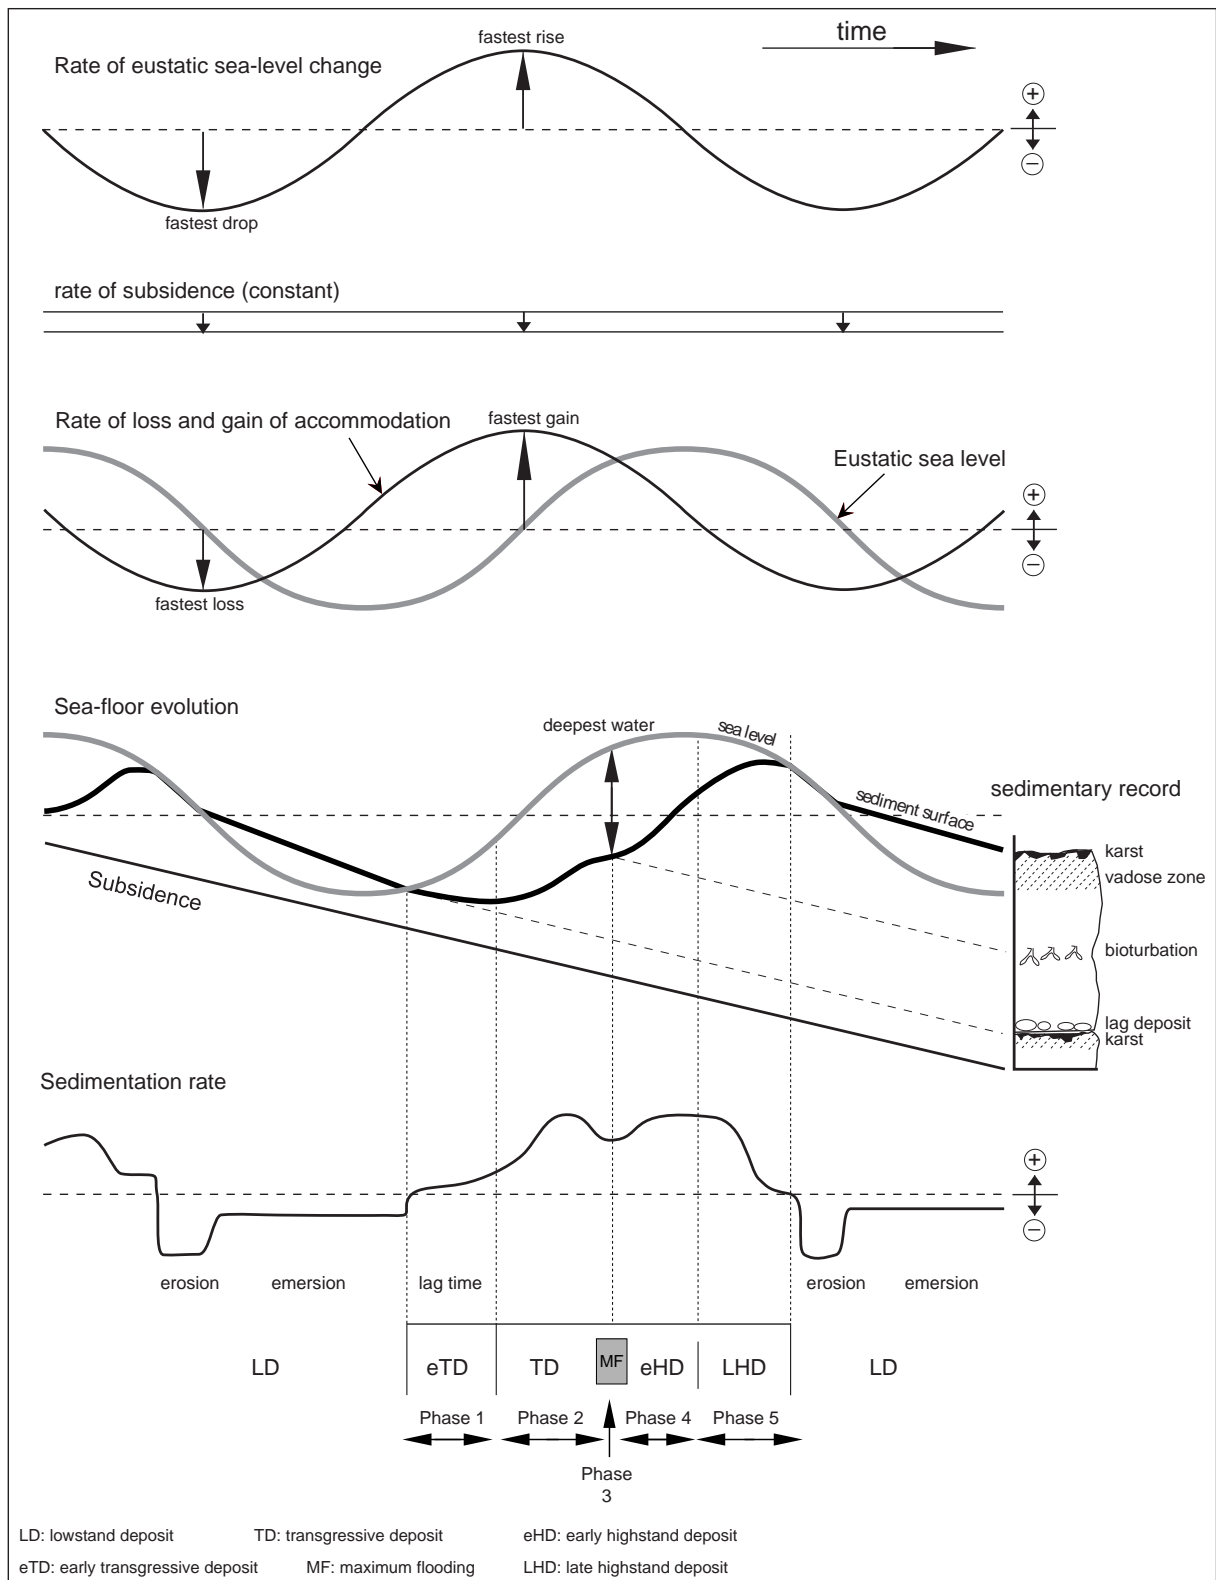 time
fastest rise
Rate of eustatic sea-level change
+
−
fastest drop
rate of subsidence (constant)
Rate of loss and gain of accommodation
fastest gain
Eustatic sea level
+
−
fastest loss
Sea-floor evolution
deepest water
sea level
sedimentary record
sediment surface
karst
vadose zone
Subsidence
bioturbation
lag deposit
karst
Sedimentation rate
+
−
erosion emersion lag time erosion emersion
LD eTD TD MF eHD LHD LD
Phase 1 Phase 2 Phase 4 Phase 5
Phase
3
LD: lowstand deposit TD: transgressive deposit eHD: early highstand deposit
eTD: early transgressive deposit MF: maximum flooding LHD: late highstand deposit